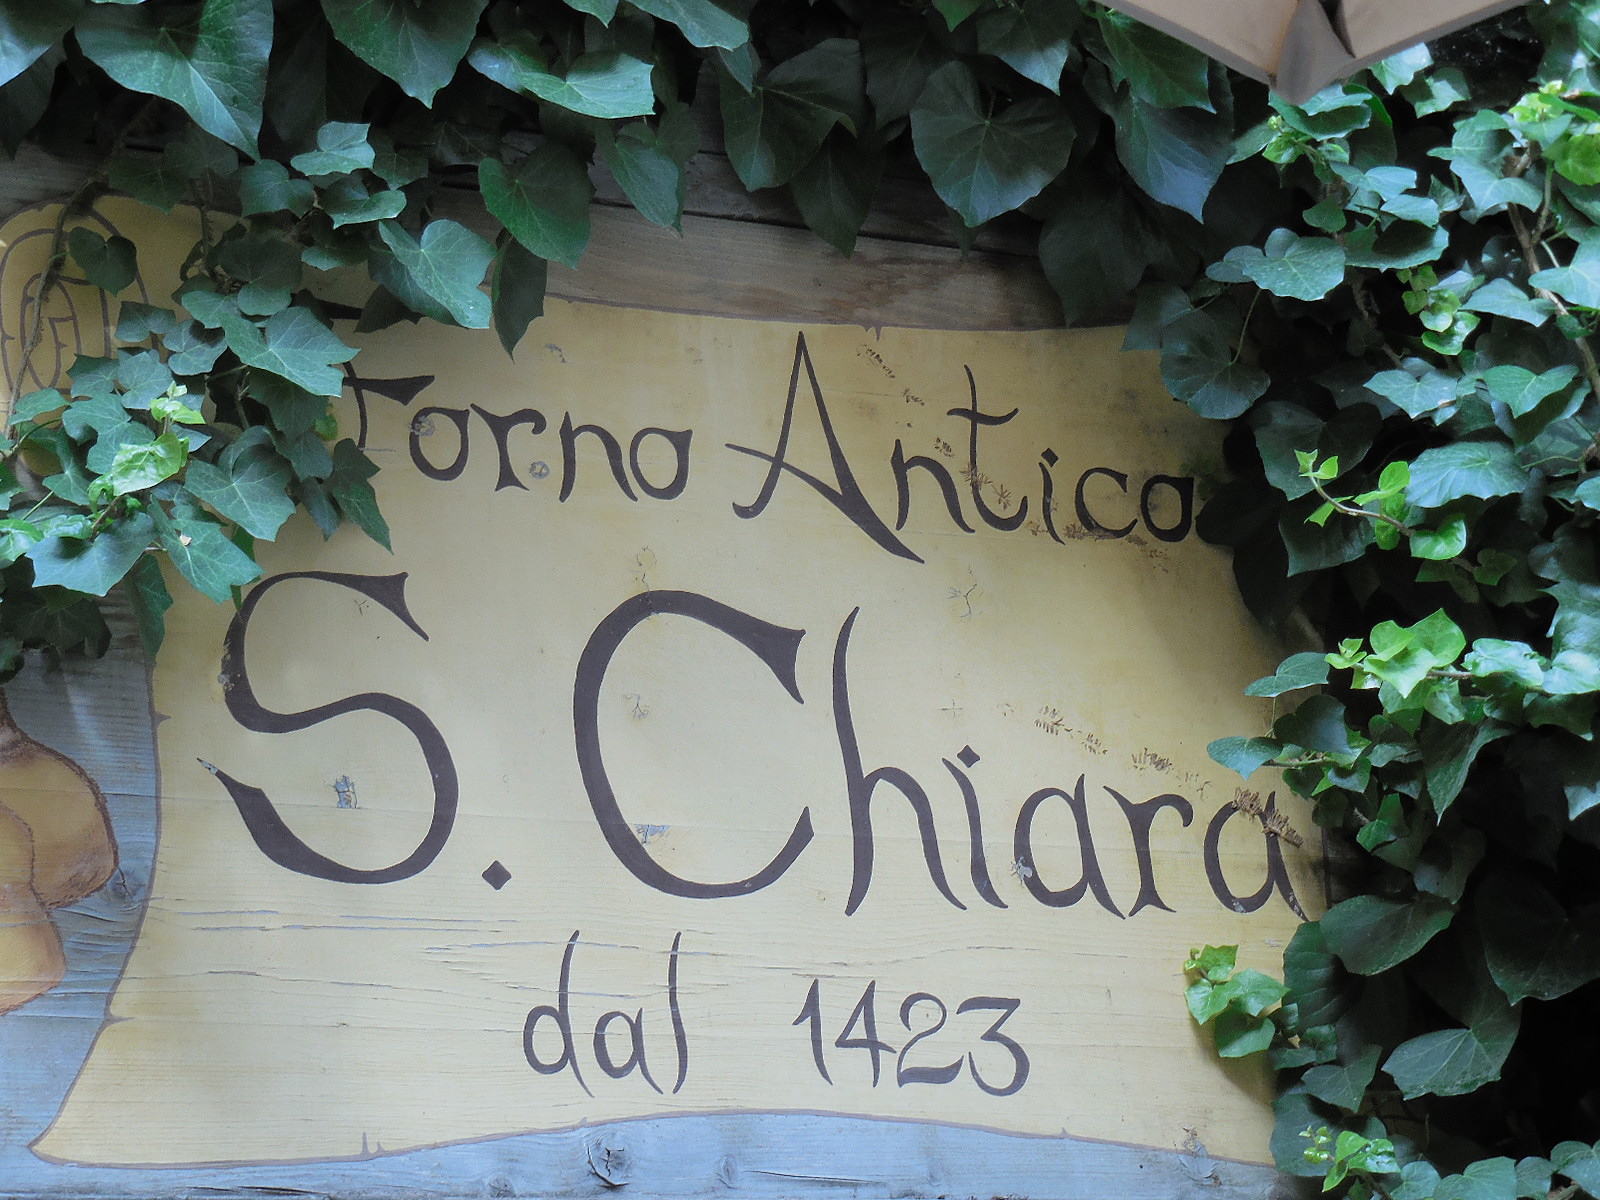 Forno Antico
S. Chiara
dal 1423